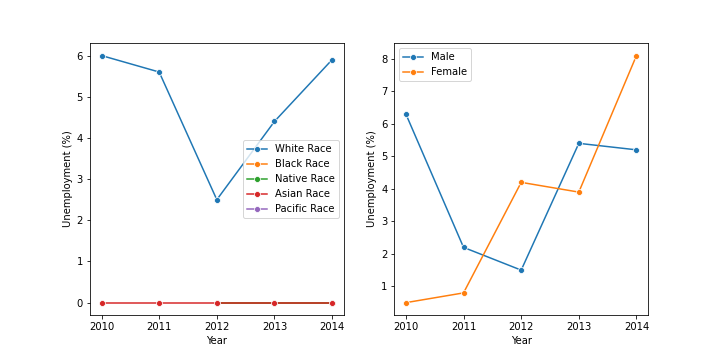 6
5
4
3
2
1
0
Unemployment (%)
White Race
Black Race
Native Race
Asian Race
Pacific Race
2010 2011 2012 2013 2014
Year
8
7
6
5
4
3
2
1
Unemployment (%)
Male
Female
2010 2011 2012 2013 2014
Year